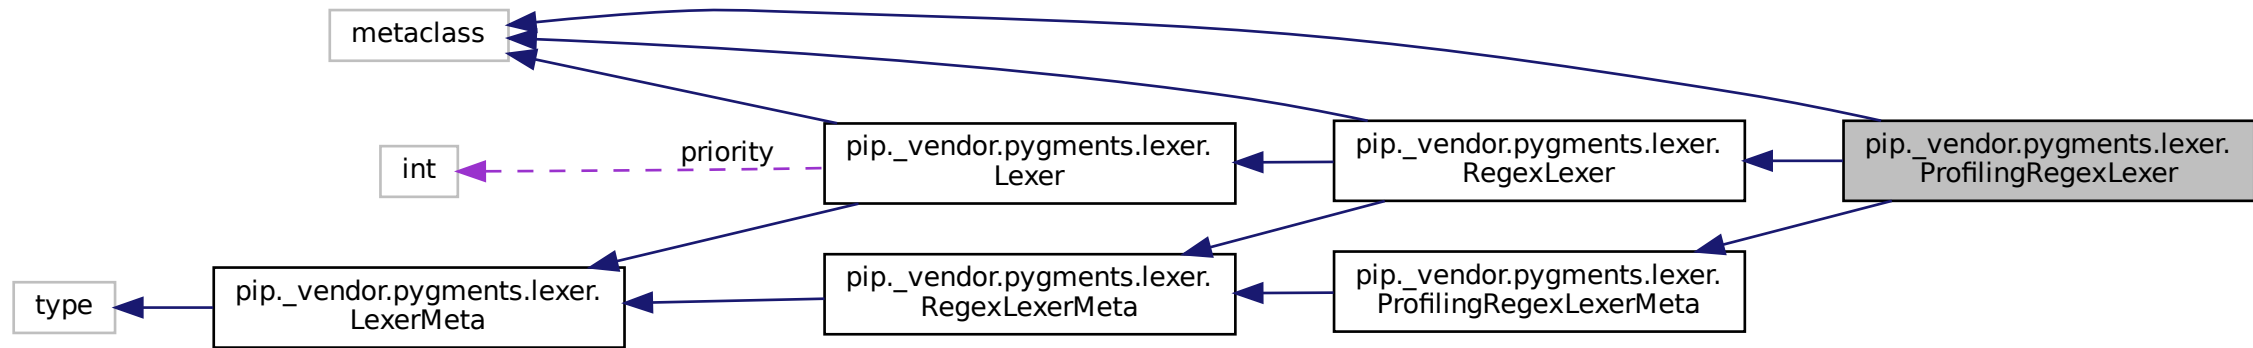 metaclass
int
priority
pip._vendor.pygments.lexer.
Lexer
pip._vendor.pygments.lexer.
RegexLexer
pip._vendor.pygments.lexer.
ProfilingRegexLexer
type
pip._vendor.pygments.lexer.
LexerMeta
pip._vendor.pygments.lexer.
RegexLexerMeta
pip._vendor.pygments.lexer.
ProfilingRegexLexerMeta